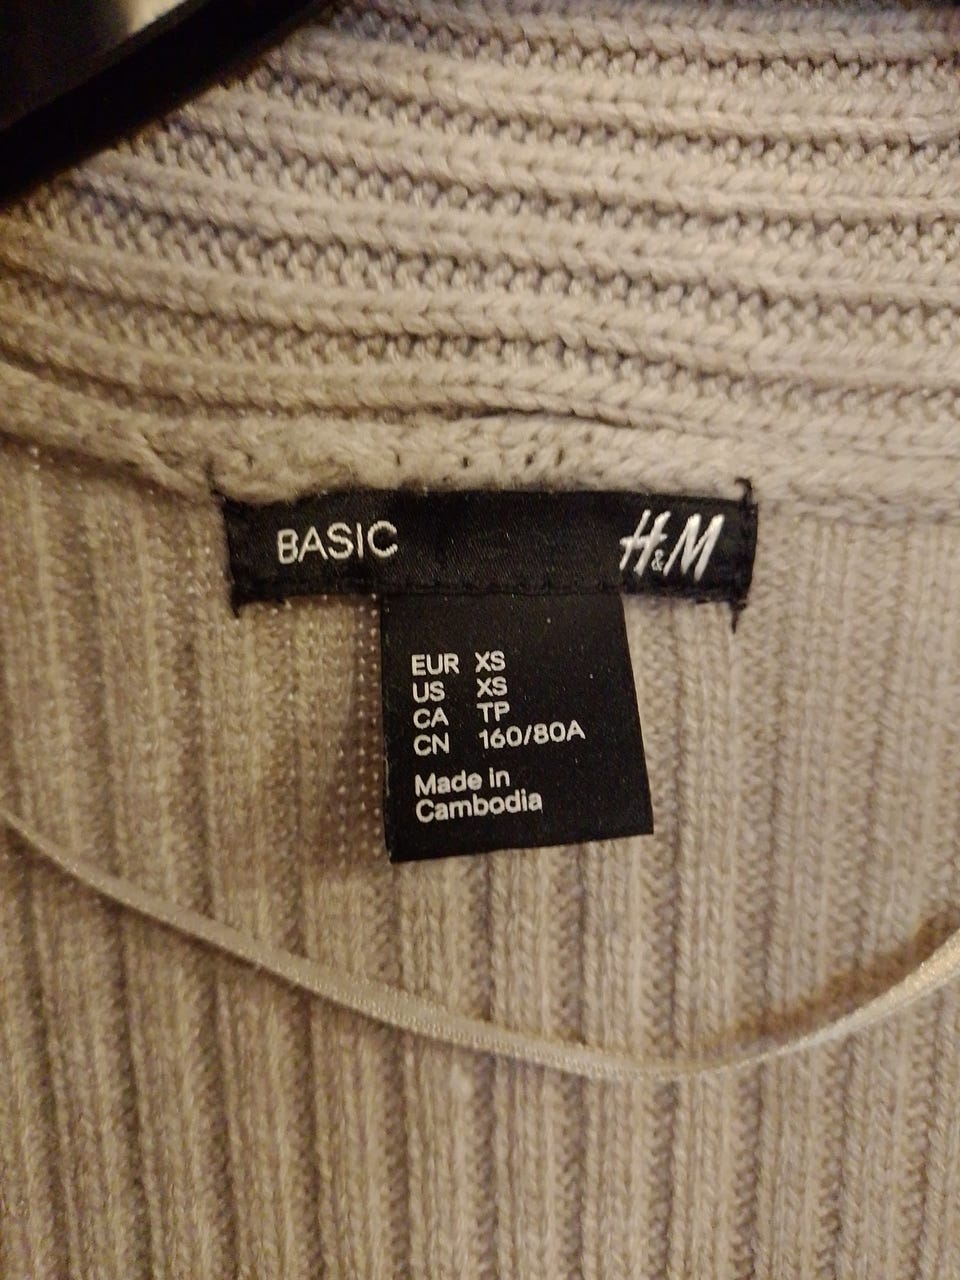 BASIC H&M
EUR XS
US XS
CA TP
CN 160/80A
Made in
Cambodia